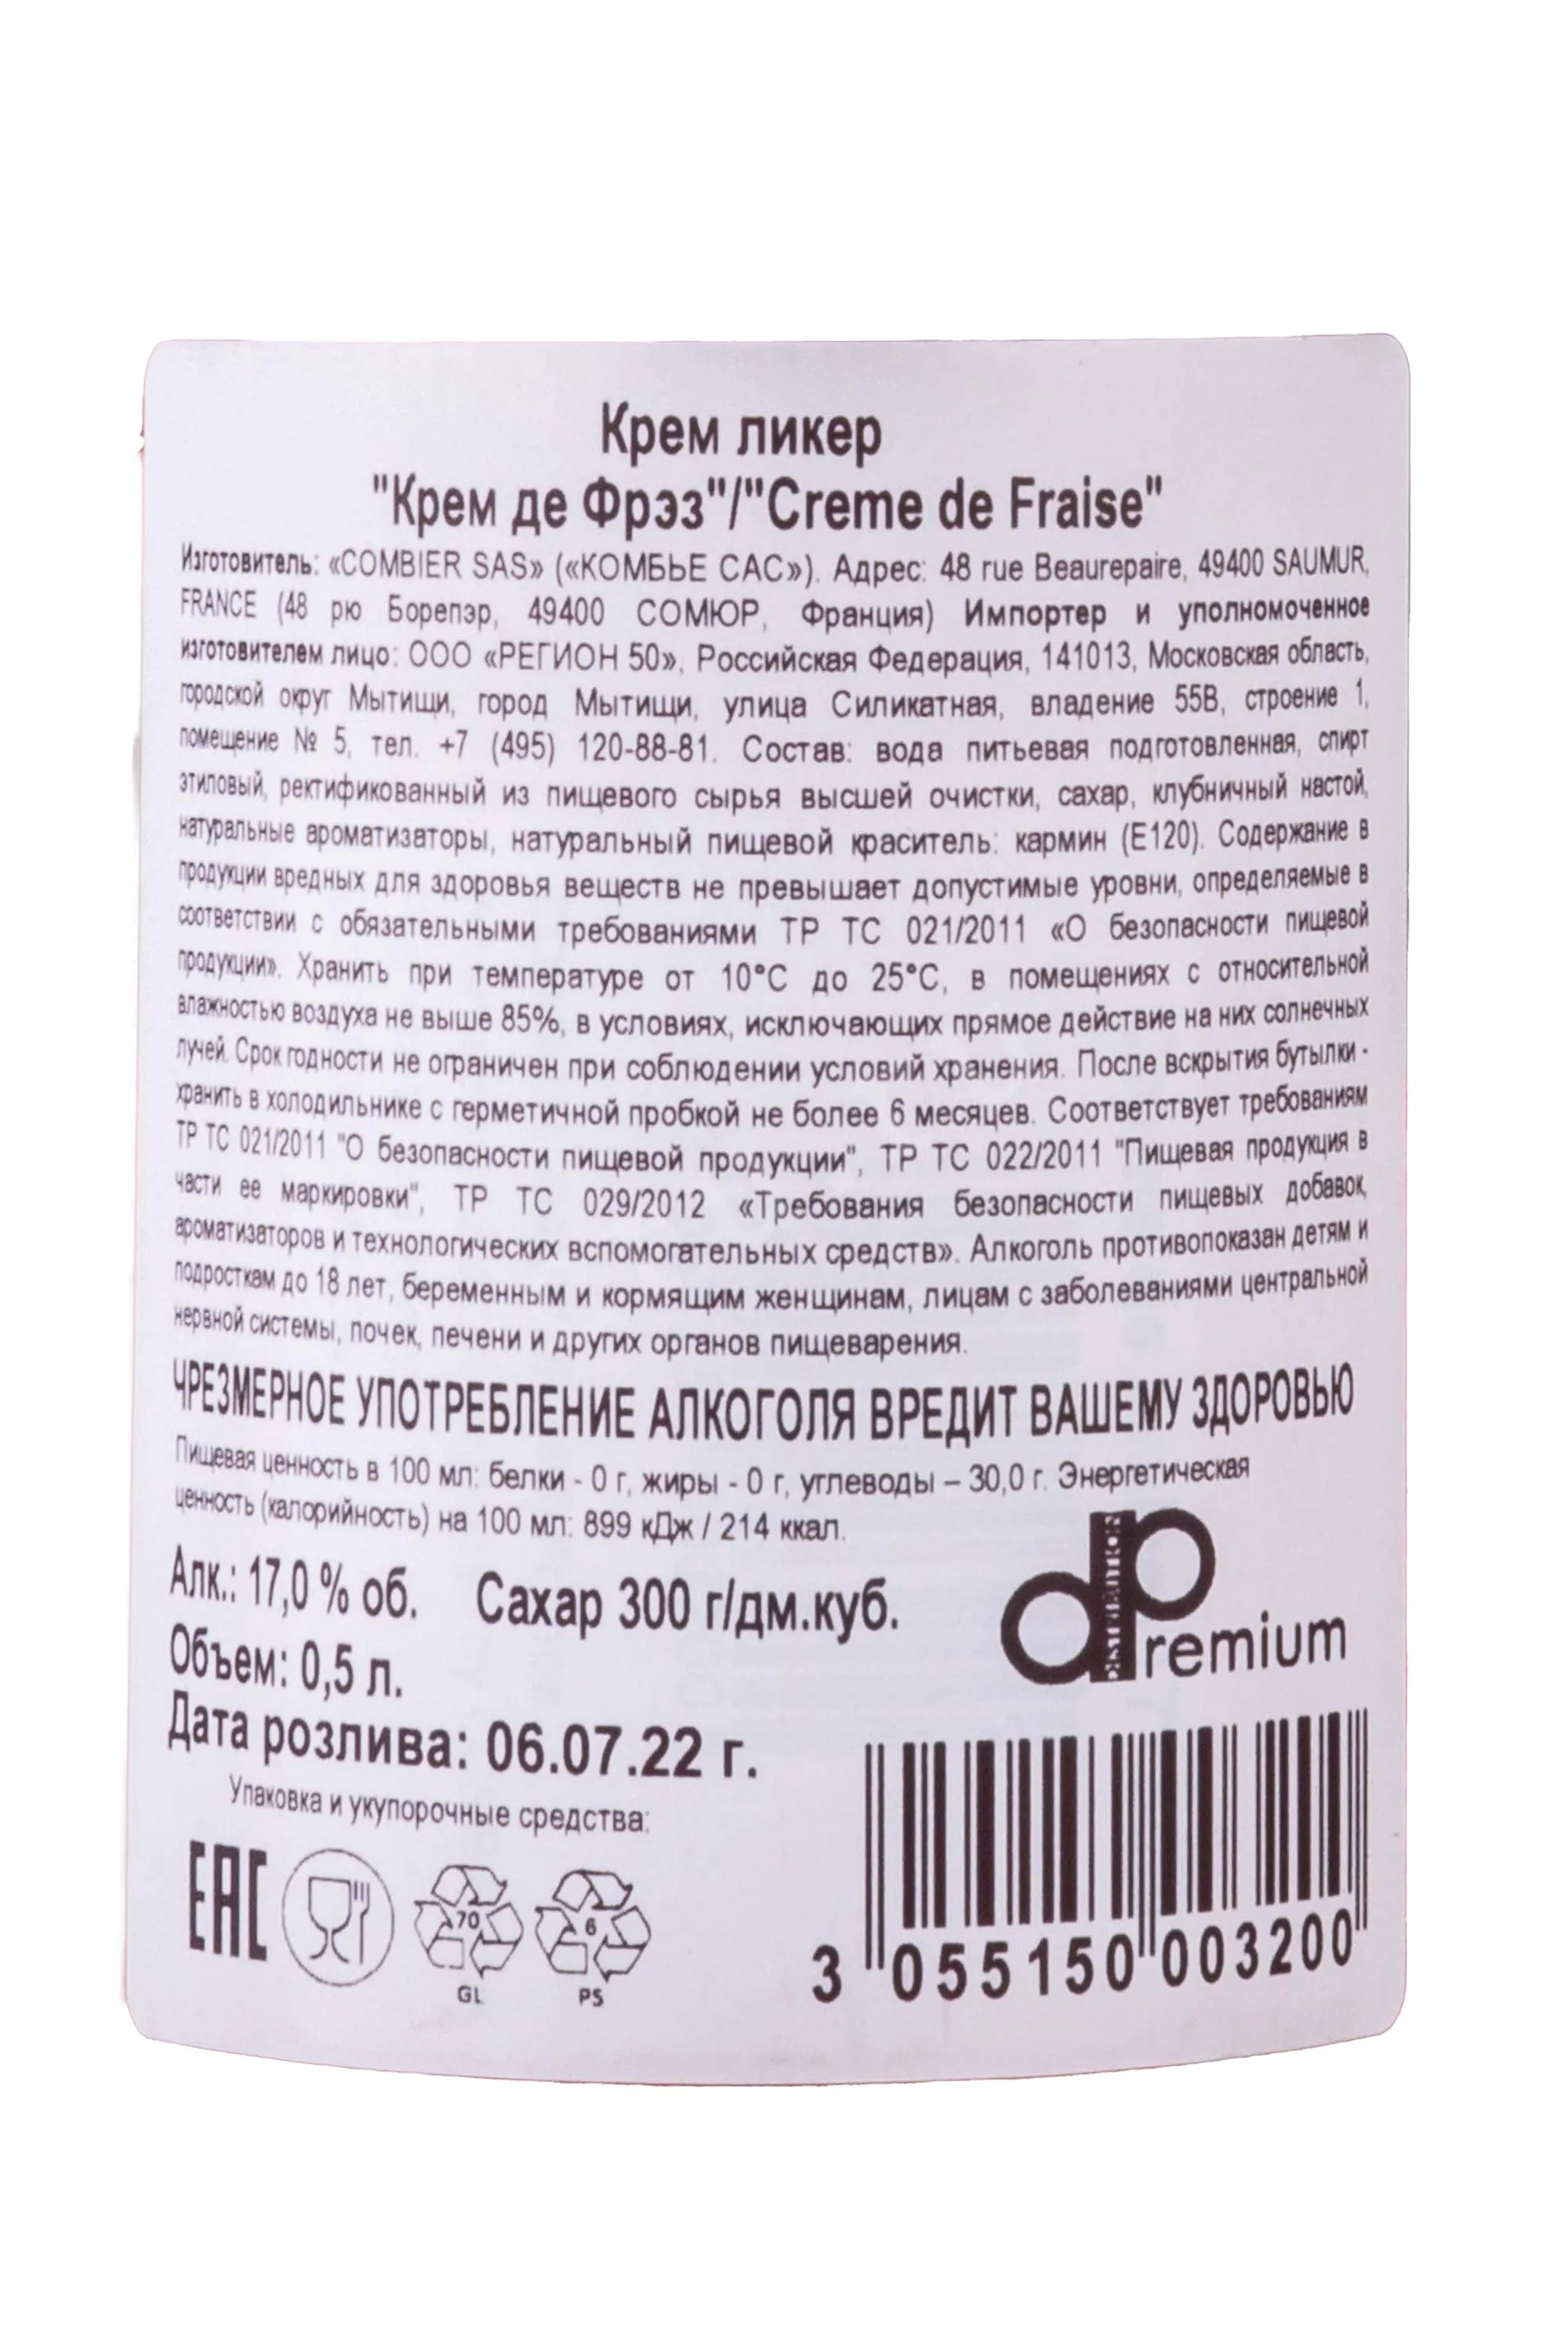 Крем ликер
"Крем де Фрэз"/"Creme de Fraise"
Изготовитель: «COMBIER SAS» («КОМБЬЕ САС»). Адрес: 48 rue Beaurepaire, 49400 SAUMUR,
FRANCE (48 рю Борепэр, 49400 СОМЮР, Франция) Импортер и уполномоченное
изготовителем лицо: ООО «РЕГИОН 50», Российская Федерация, 141013, Московская область,
городской округ Мытищи, город Мытищи, улица Силикатная, владение 55В, строение 1,
помещение № 5, тел. +7 (495) 120-88-81. Состав: вода питьевая подготовленная, спирт
этиловый, ректификованный из пищевого сырья высшей очистки, сахар, клубничный настой,
натуральные ароматизаторы, натуральный пищевой краситель: кармин (Е120). Содержание в
продукции вредных для здоровья веществ не превышает допустимые уровни, определяемые в
соответствии с обязательными требованиями ТР ТС 021/2011 «О безопасности пищевой
продукции». Хранить при температуре от 10°С до 25°С, в помещениях с относительной
влажностью воздуха не выше 85%, в условиях, исключающих прямое действие на них солнечных
лучей. Срок годности не ограничен при соблюдении условий хранения. После вскрытия бутылки -
хранить в холодильнике с герметичной пробкой не более 6 месяцев. Соответствует требованиям
ТР ТС 021/2011 "О безопасности пищевой продукции", ТР ТС 022/2011 "Пищевая продукция в
части ее маркировки", ТР ТС 029/2012 «Требования безопасности пищевых добавок,
ароматизаторов и технологических вспомогательных средств». Алкоголь противопоказан детям и
подросткам до 18 лет, беременным и кормящим женщинам, лицам с заболеваниями центральной
нервной системы, почек, печени и других органов пищеварения.
ЧРЕЗМЕРНОЕ УПОТРЕБЛЕНИЕ АЛКОГОЛЯ ВРЕДИТ ВАШЕМУ ЗДОРОВЬЮ
Пищевая ценность в 100 мл: белки - 0 г, жиры - 0 г, углеводы – 30,0 г. Энергетическая
ценность (калорийность) на 100 мл: 899 кДж / 214 ккал.
Алк.: 17,0 % об. Сахар 300 г/дм.куб.
Объем: 0,5 л.
Дата розлива: 06.07.22 г.
Упаковка и укупорочные средства:
dPremium
DISTRIBUTION
EAC
70
GL
6
PS
3 055150 003200